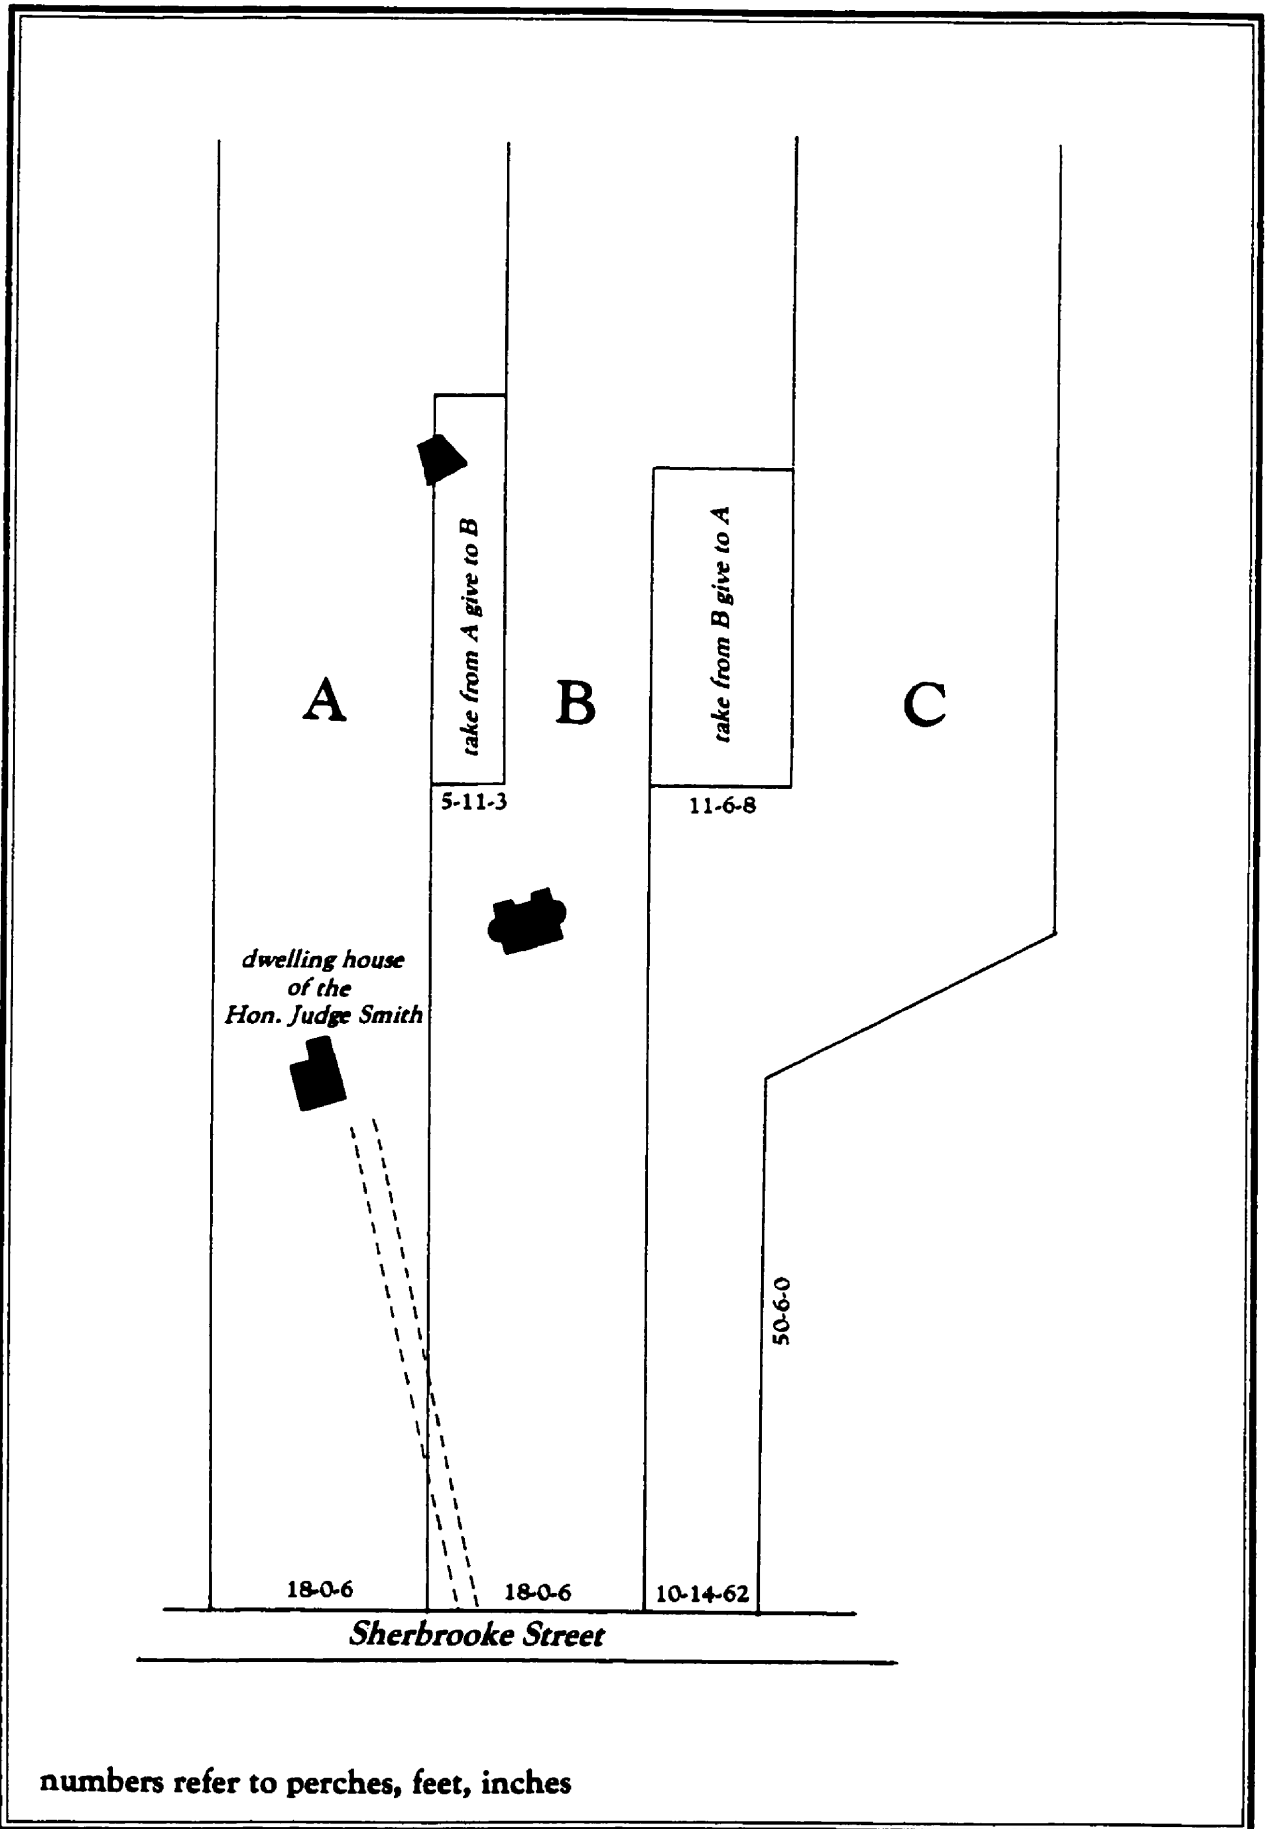 take from A give to B
take from B give to A
A
B
C
5-11-3
11-6-8
dwelling house
of the
Hon. Judge Smith
50-6-0
18-0-6
18-0-6
10-14-62
Sherbrooke Street
numbers refer to perches, feet, inches